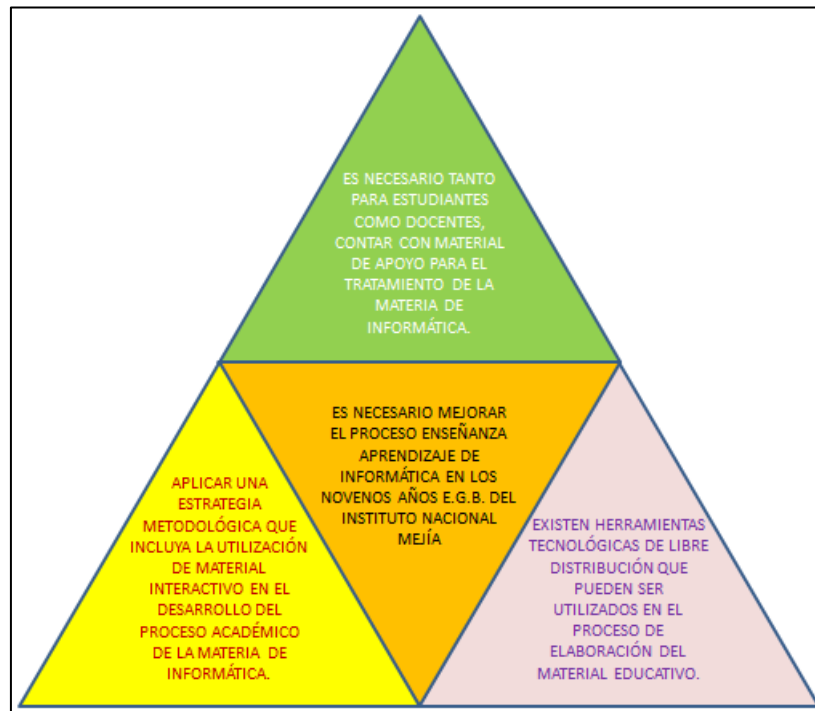 ES NECESARIO TANTO
PARA ESTUDIANTES
COMO DOCENTES,
CONTAR CON MATERIAL
DE APOYO PARA EL
TRATAMIENTO DE LA
MATERIA DE
INFORMÁTICA.
ES NECESARIO MEJORAR
EL PROCESO ENSEÑANZA
APRENDIZAJE DE
INFORMÁTICA EN LOS
NOVENOS AÑOS E.G.B. DEL
INSTITUTO NACIONAL
MEJÍA
APLICAR UNA
ESTRATEGIA
METODOLÓGICA QUE
INCLUYA LA UTILIZACIÓN
DE MATERIAL
INTERACTIVO EN EL
DESARROLLO DEL
PROCESO ACADÉMICO
DE LA MATERIA DE
INFORMÁTICA.
EXISTEN HERRAMIENTAS
TECNOLÓGICAS DE LIBRE
DISTRIBUCIÓN QUE
PUEDEN SER
UTILIZADOS EN EL
PROCESO DE
ELABORACIÓN DEL
MATERIAL EDUCATIVO.